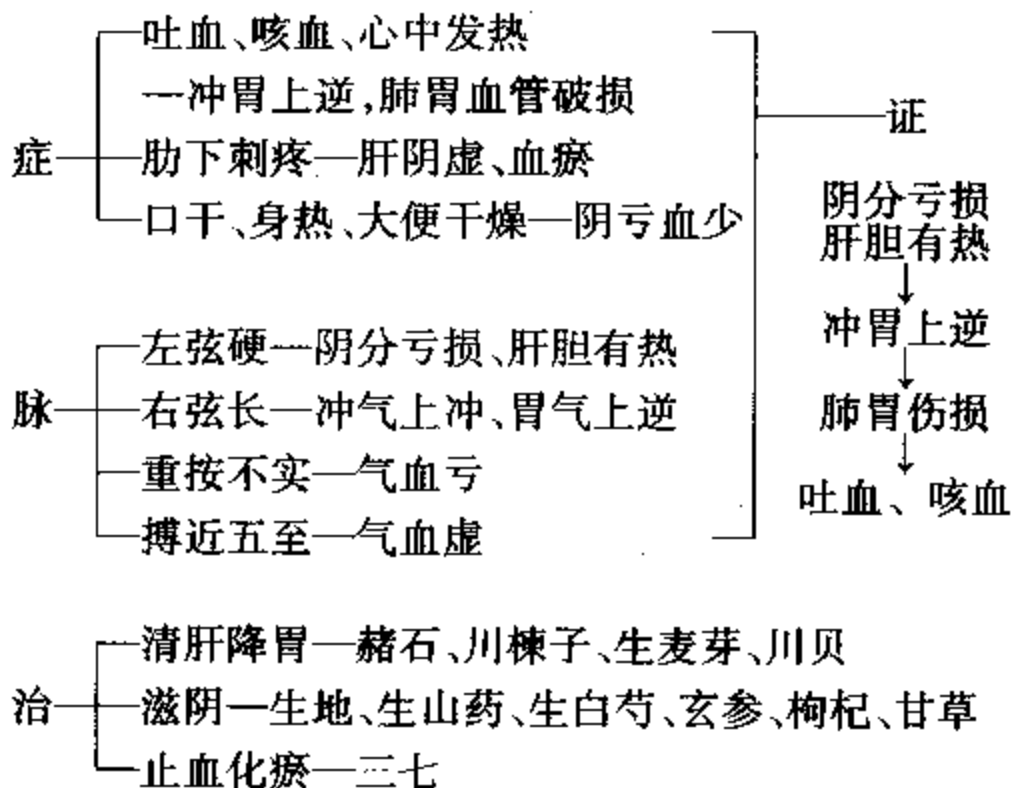 症
吐血、咳血、心中发热
—冲胃上逆,肺胃血管破损
肋下刺疼—肝阴虚、血瘀
口干、身热、大便干燥—阴亏血少
脉
左弦硬—阴分亏损、肝胆有热
右弦长—冲气上冲、胃气上逆
重按不实—气血亏
搏近五至—气血虚
证
阴分亏损
肝胆有热
冲胃上逆
肺胃伤损
吐血、咳血
治
清肝降胃—赭石、川楝子、生麦芽、川贝
滋阴—生地、生山药、生白芍、玄参、枸杞、甘草
止血化瘀—三七